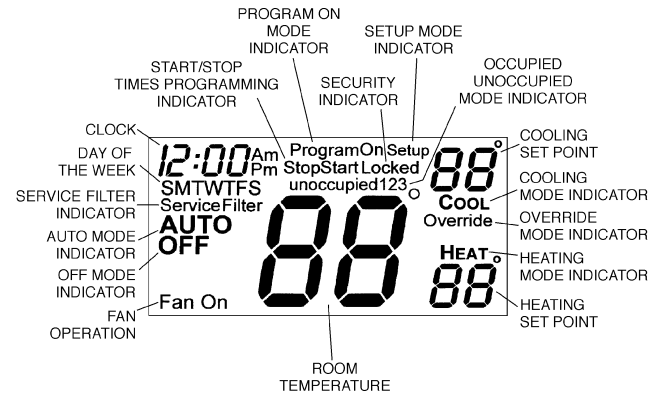 PROGRAM ON
MODE
INDICATOR
SETUP MODE
INDICATOR
START/STOP
TIMES PROGRAMMING
INDICATOR
SECURITY
INDICATOR
OCCUPIED
UNOCCUPIED
MODE INDICATOR
CLOCK
DAY OF
THE WEEK
SERVICE FILTER
INDICATOR
AUTO MODE
INDICATOR
OFF MODE
INDICATOR
FAN
OPERATION
12:00 Am
Pm
SMTWTFS
Service Filter
AUTO
OFF
Fan On
ProgramOn Setup
StopStart Locked
unoccupied123
88
88°
COOL
Override
HEAT
88°
COOLING
SET POINT
COOLING
MODE INDICATOR
OVERRIDE
MODE INDICATOR
HEATING
MODE INDICATOR
HEATING
SET POINT
ROOM
TEMPERATURE